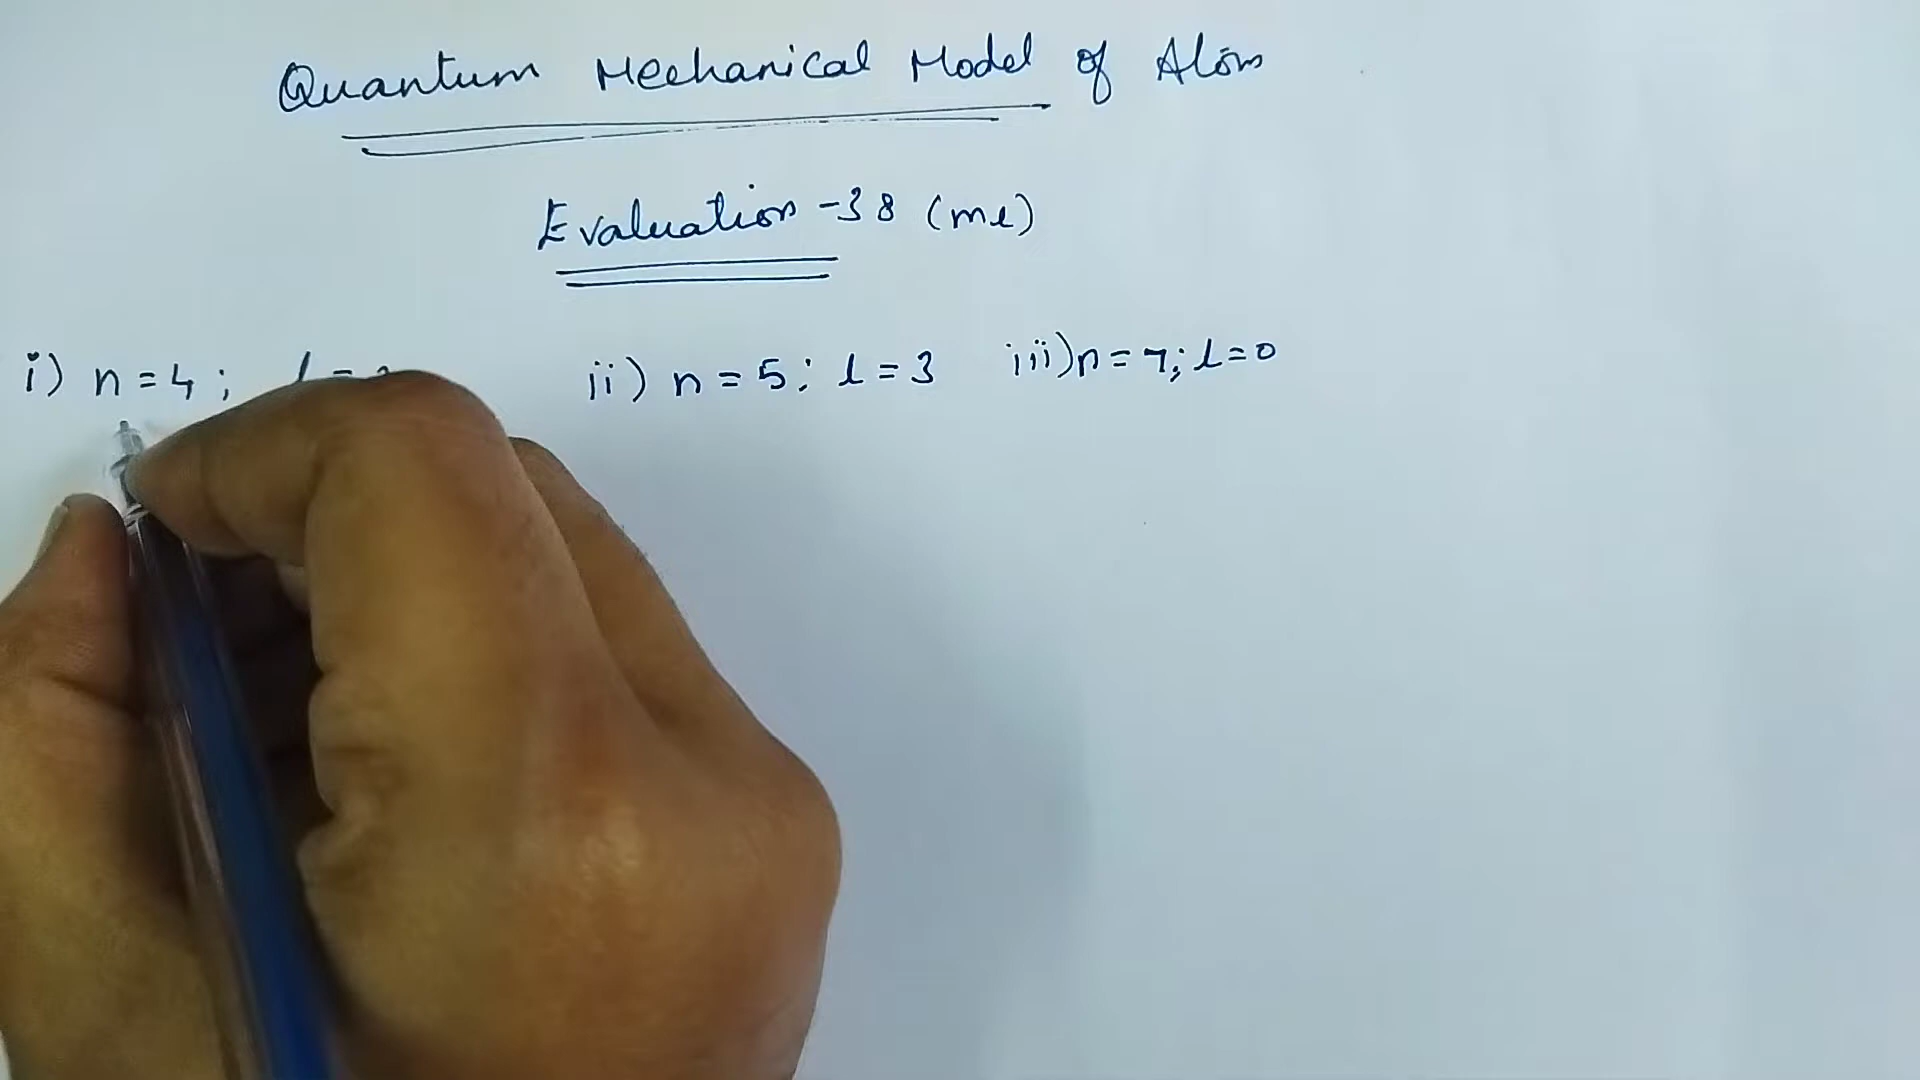 Quantum Mechanical Model of Atom
Evaluation -38 (ml)
i) n = 4 ; l = ii) n = 5 ; l = 3 iii) n = 7 ; l = 0